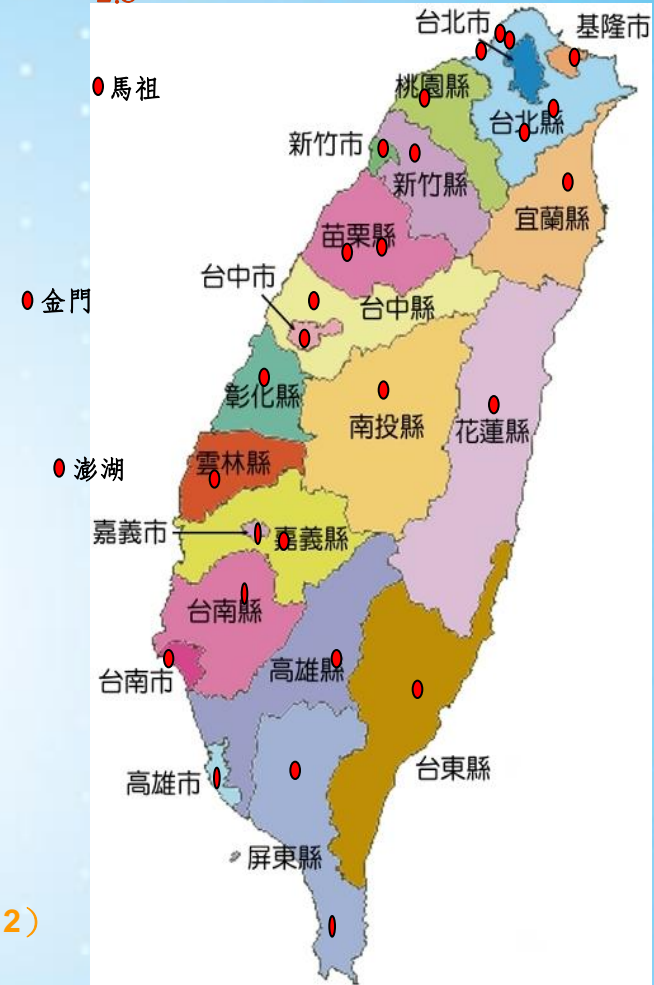 台北市
基隆市
馬祖
桃園縣
台北縣
新竹市
新竹縣
宜蘭縣
苗栗縣
台中市
金門
台中縣
彰化縣
南投縣
花蓮縣
雲林縣
澎湖
嘉義市
嘉義縣
台南縣
高雄縣
台南市
台東縣
高雄市
屏東縣
2）